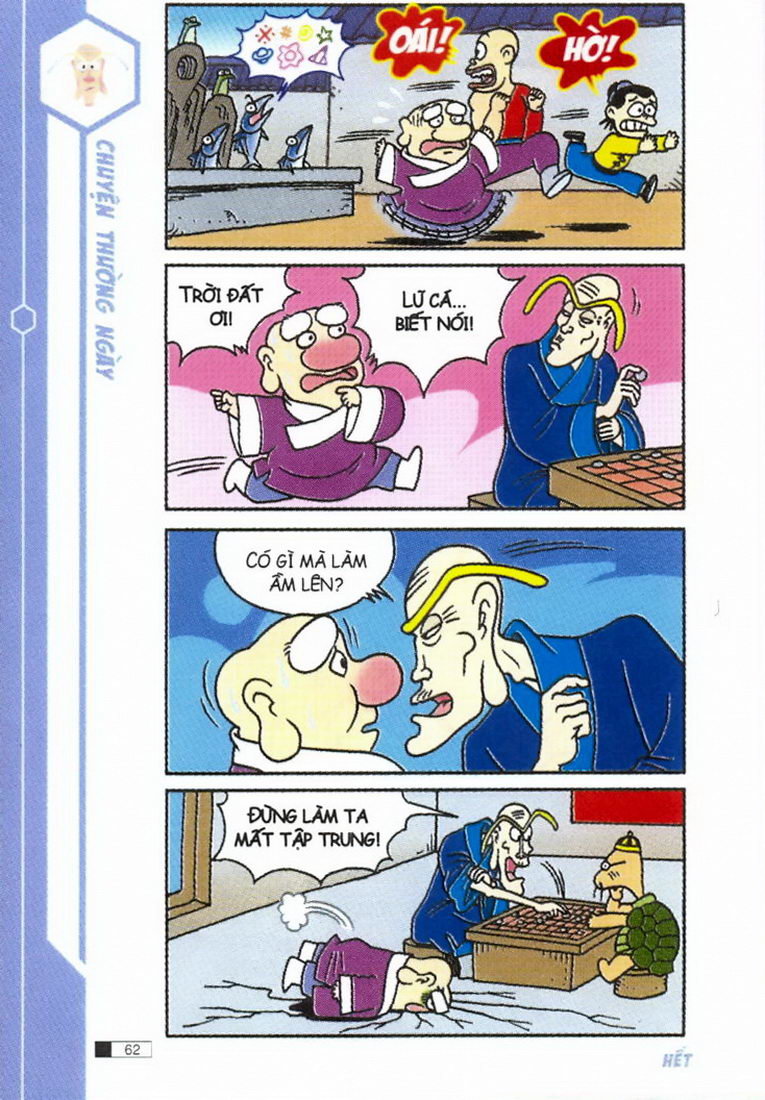 CHUYỆN THƯỜNG NGÀY
OÁI!
HỜ!
TRỜI ĐẤT
ƠI!
LŨ CÁ...
BIẾT NÓI!
CÓ GÌ MÀ LÀM
ẦM LÊN?
ĐỪNG LÀM TA
MẤT TẬP TRUNG!
62
HẾT